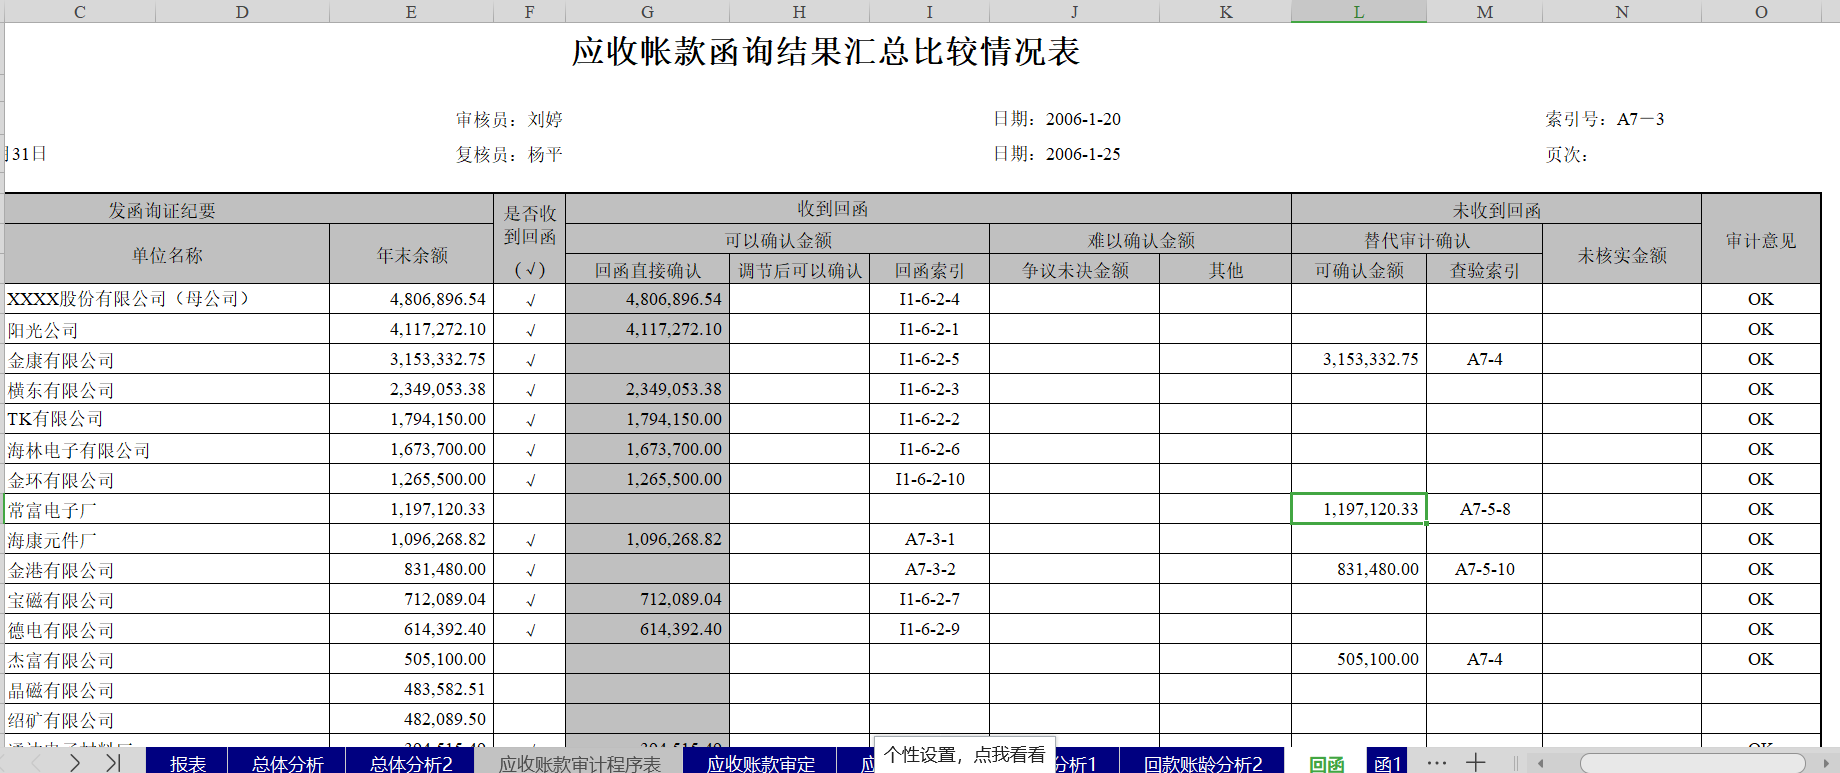 C D E F G H I J K L M N O
应收帐款函询结果汇总比较情况表
审核员：刘婷 日期：2006-1-20 索引号：A7－3
月31日 复核员：杨平 日期：2006-1-25 页次：
发函询证纪要 是否收到回函（√） 收到回函 未收到回函 审计意见
可以确认金额 难以确认金额 替代审计确认 未核实金额
单位名称 年末余额
回函直接确认 调节后可以确认 回函索引 争议未决金额 其他 可确认金额 查验索引
XXXX股份有限公司（母公司） 4,806,896.54 √ 4,806,896.54 I1-6-2-4 OK
阳光公司 4,117,272.10 √ 4,117,272.10 I1-6-2-1 OK
金康有限公司 3,153,332.75 √ I1-6-2-5 3,153,332.75 A7-4 OK
横东有限公司 2,349,053.38 √ 2,349,053.38 I1-6-2-3 OK
TK有限公司 1,794,150.00 √ 1,794,150.00 I1-6-2-2 OK
海林电子有限公司 1,673,700.00 √ 1,673,700.00 I1-6-2-6 OK
金环有限公司 1,265,500.00 √ 1,265,500.00 I1-6-2-10 OK
常富电子厂 1,197,120.33 1,197,120.33 A7-5-8 OK
海康元件厂 1,096,268.82 √ 1,096,268.82 A7-3-1 OK
金港有限公司 831,480.00 √ A7-3-2 831,480.00 A7-5-10 OK
宝磁有限公司 712,089.04 √ 712,089.04 I1-6-2-7 OK
德电有限公司 614,392.40 √ 614,392.40 I1-6-2-9 OK
杰富有限公司 505,100.00 505,100.00 A7-4 OK
晶磁有限公司 483,582.51
绍矿有限公司 482,089.50
个性设置，点我看看
报表 总体分析 总体分析2 应收账款审计程序表 应收账款审定 应 分析1 回款账龄分析2 回函 函1